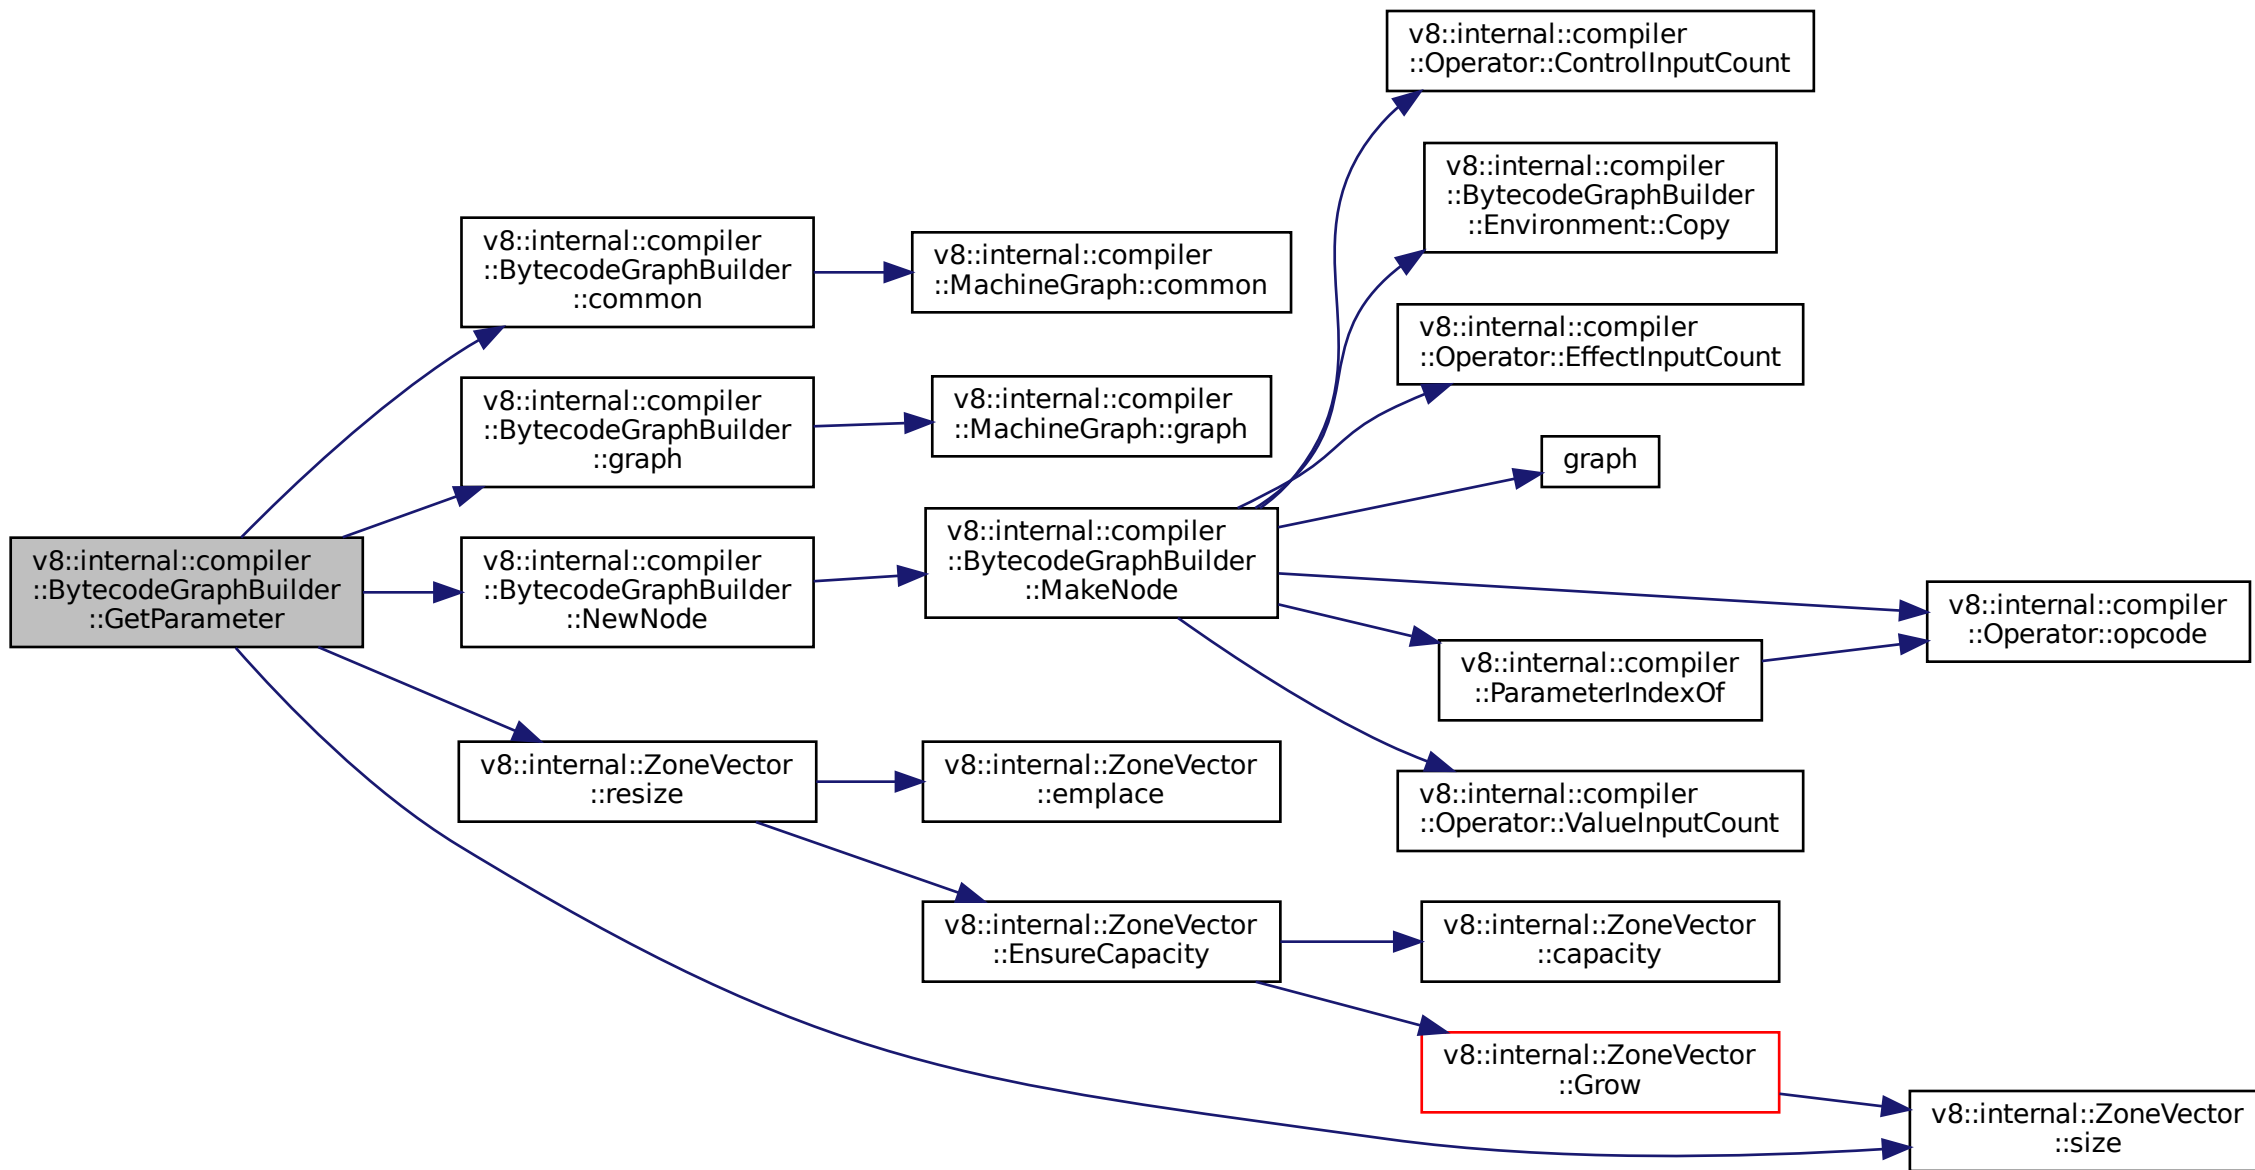 v8::internal::compiler
::BytecodeGraphBuilder
::GetParameter
v8::internal::compiler
::BytecodeGraphBuilder
::common
v8::internal::compiler
::MachineGraph::common
v8::internal::compiler
::BytecodeGraphBuilder
::graph
v8::internal::compiler
::MachineGraph::graph
v8::internal::compiler
::BytecodeGraphBuilder
::NewNode
v8::internal::compiler
::BytecodeGraphBuilder
::MakeNode
v8::internal::compiler
::Operator::ControlInputCount
v8::internal::compiler
::BytecodeGraphBuilder
::Environment::Copy
v8::internal::compiler
::Operator::EffectInputCount
graph
v8::internal::compiler
::Operator::opcode
v8::internal::compiler
::ParameterIndexOf
v8::internal::compiler
::Operator::ValueInputCount
v8::internal::ZoneVector
::resize
v8::internal::ZoneVector
::emplace
v8::internal::ZoneVector
::EnsureCapacity
v8::internal::ZoneVector
::capacity
v8::internal::ZoneVector
::Grow
v8::internal::ZoneVector
::size